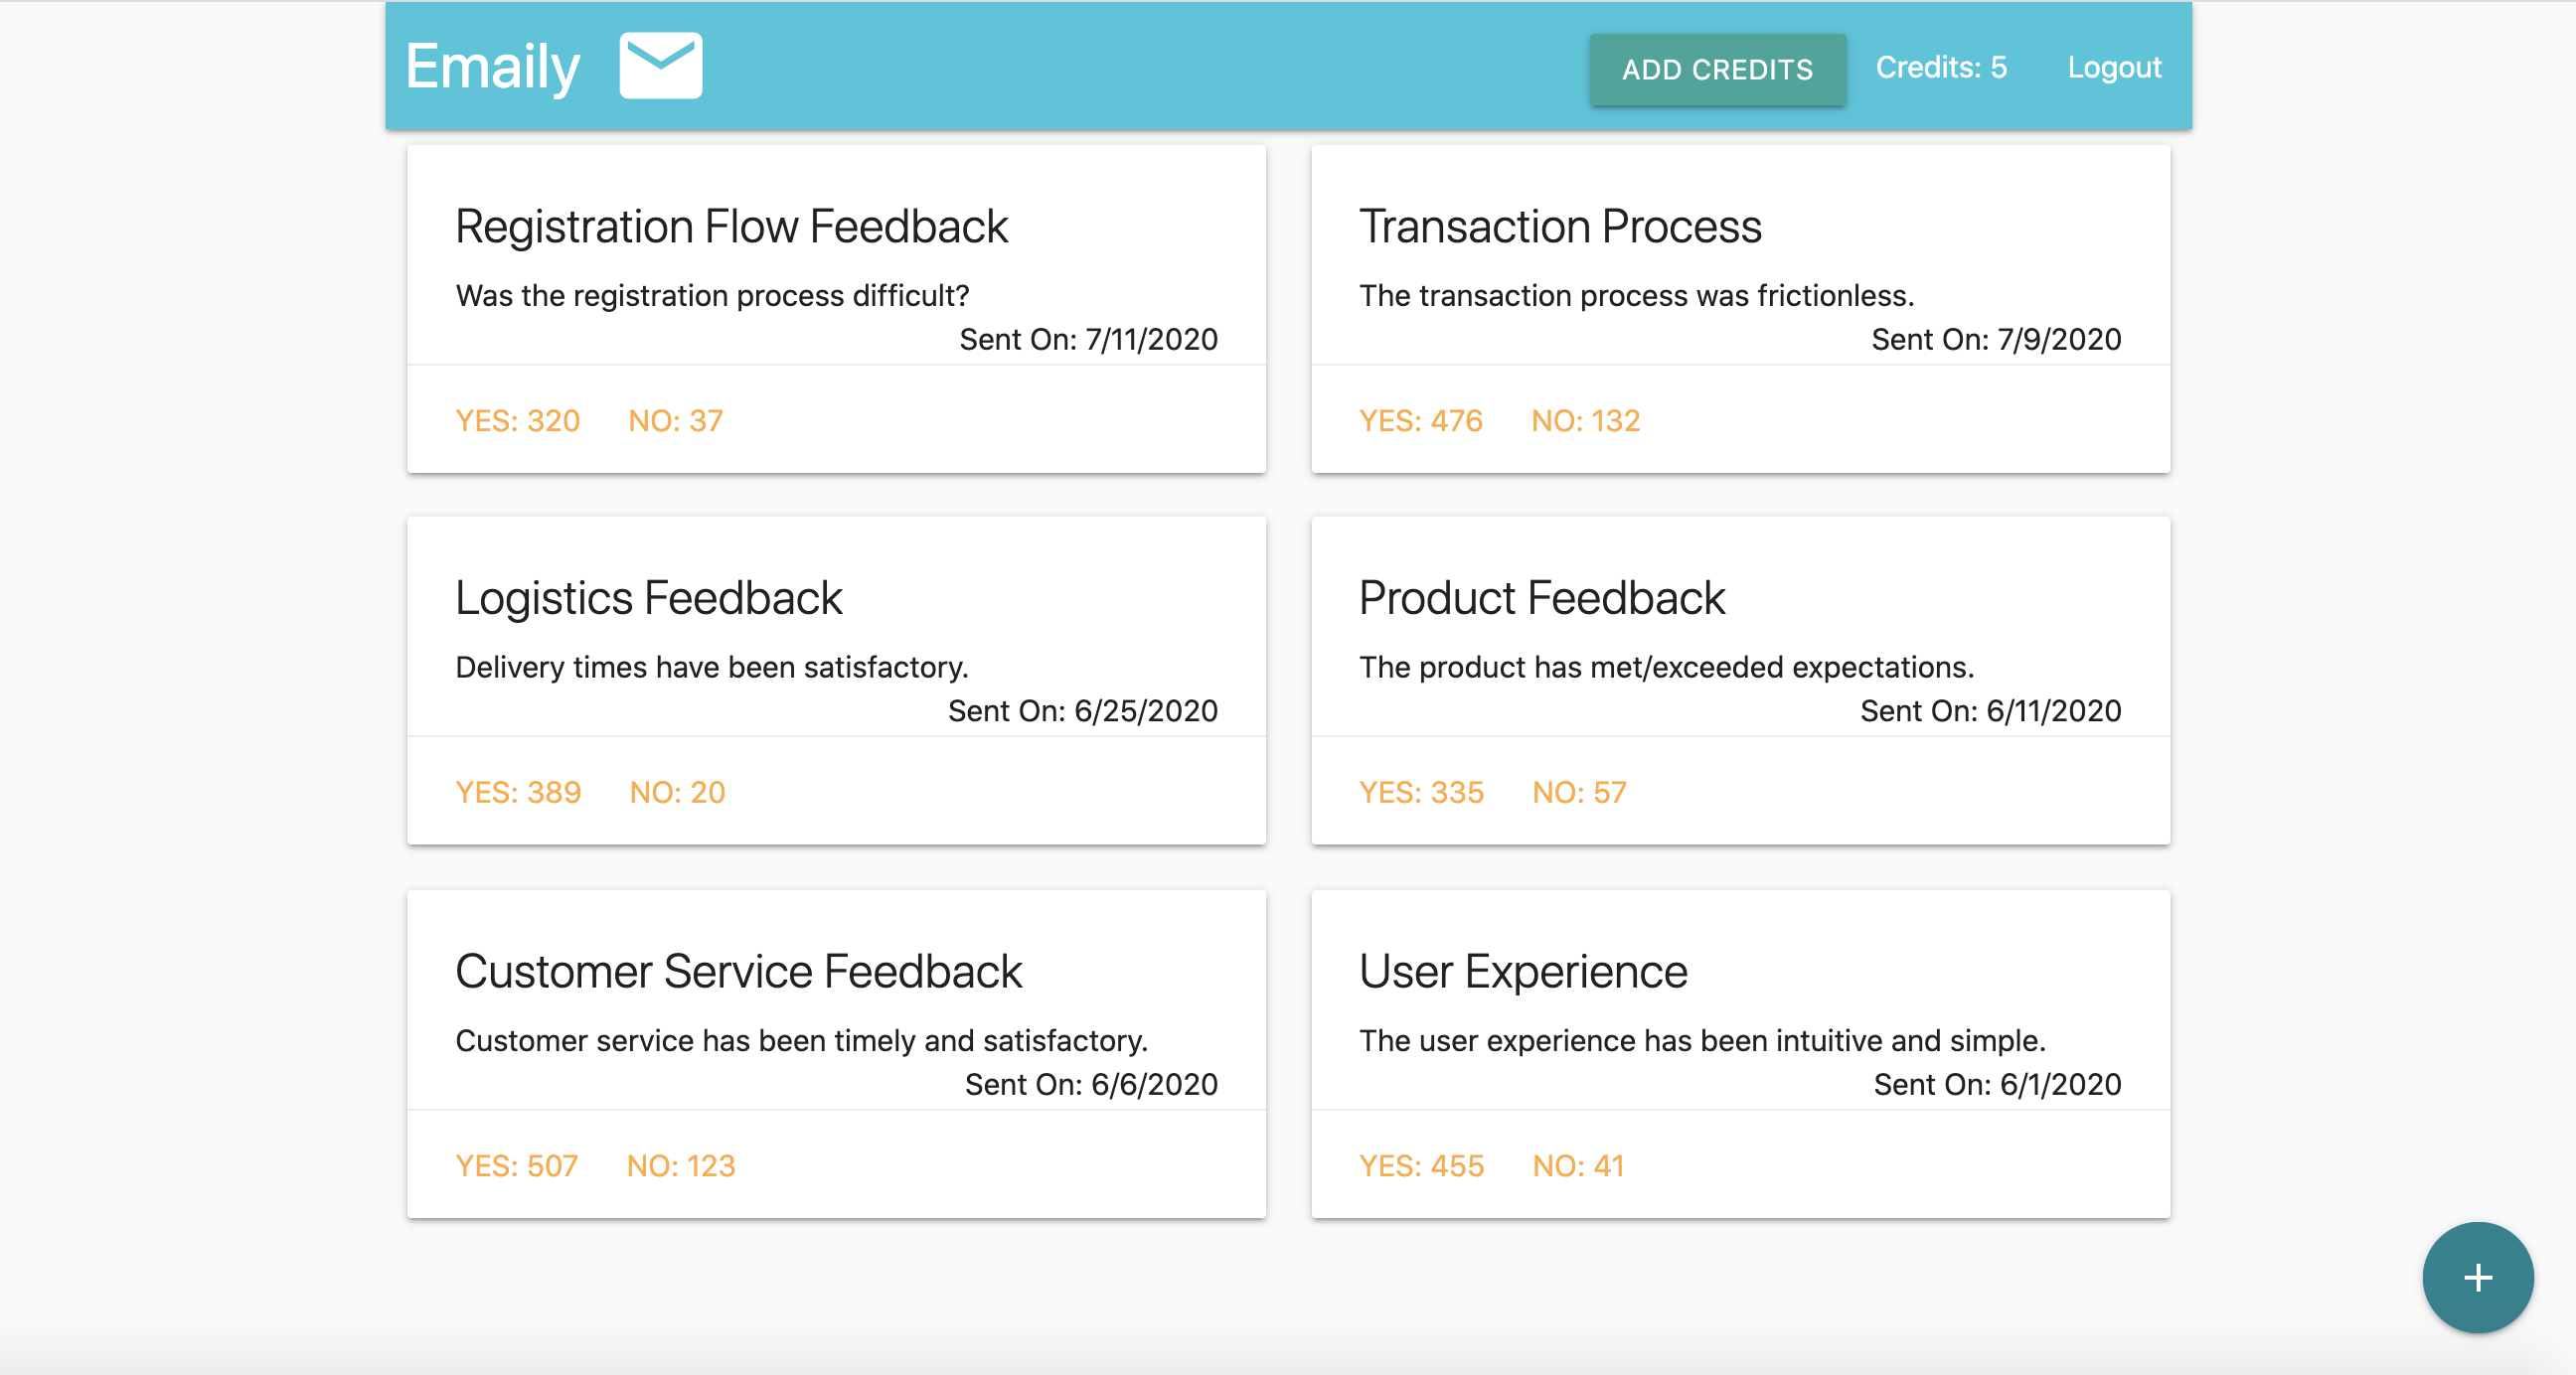 Emaily
ADD CREDITS Credits: 5 Logout
Registration Flow Feedback
Was the registration process difficult?
Sent On: 7/11/2020
YES: 320 NO: 37
Transaction Process
The transaction process was frictionless.
Sent On: 7/9/2020
YES: 476 NO: 132
Logistics Feedback
Delivery times have been satisfactory.
Sent On: 6/25/2020
YES: 389 NO: 20
Product Feedback
The product has met/exceeded expectations.
Sent On: 6/11/2020
YES: 335 NO: 57
Customer Service Feedback
Customer service has been timely and satisfactory.
Sent On: 6/6/2020
YES: 507 NO: 123
User Experience
The user experience has been intuitive and simple.
Sent On: 6/1/2020
YES: 455 NO: 41
+